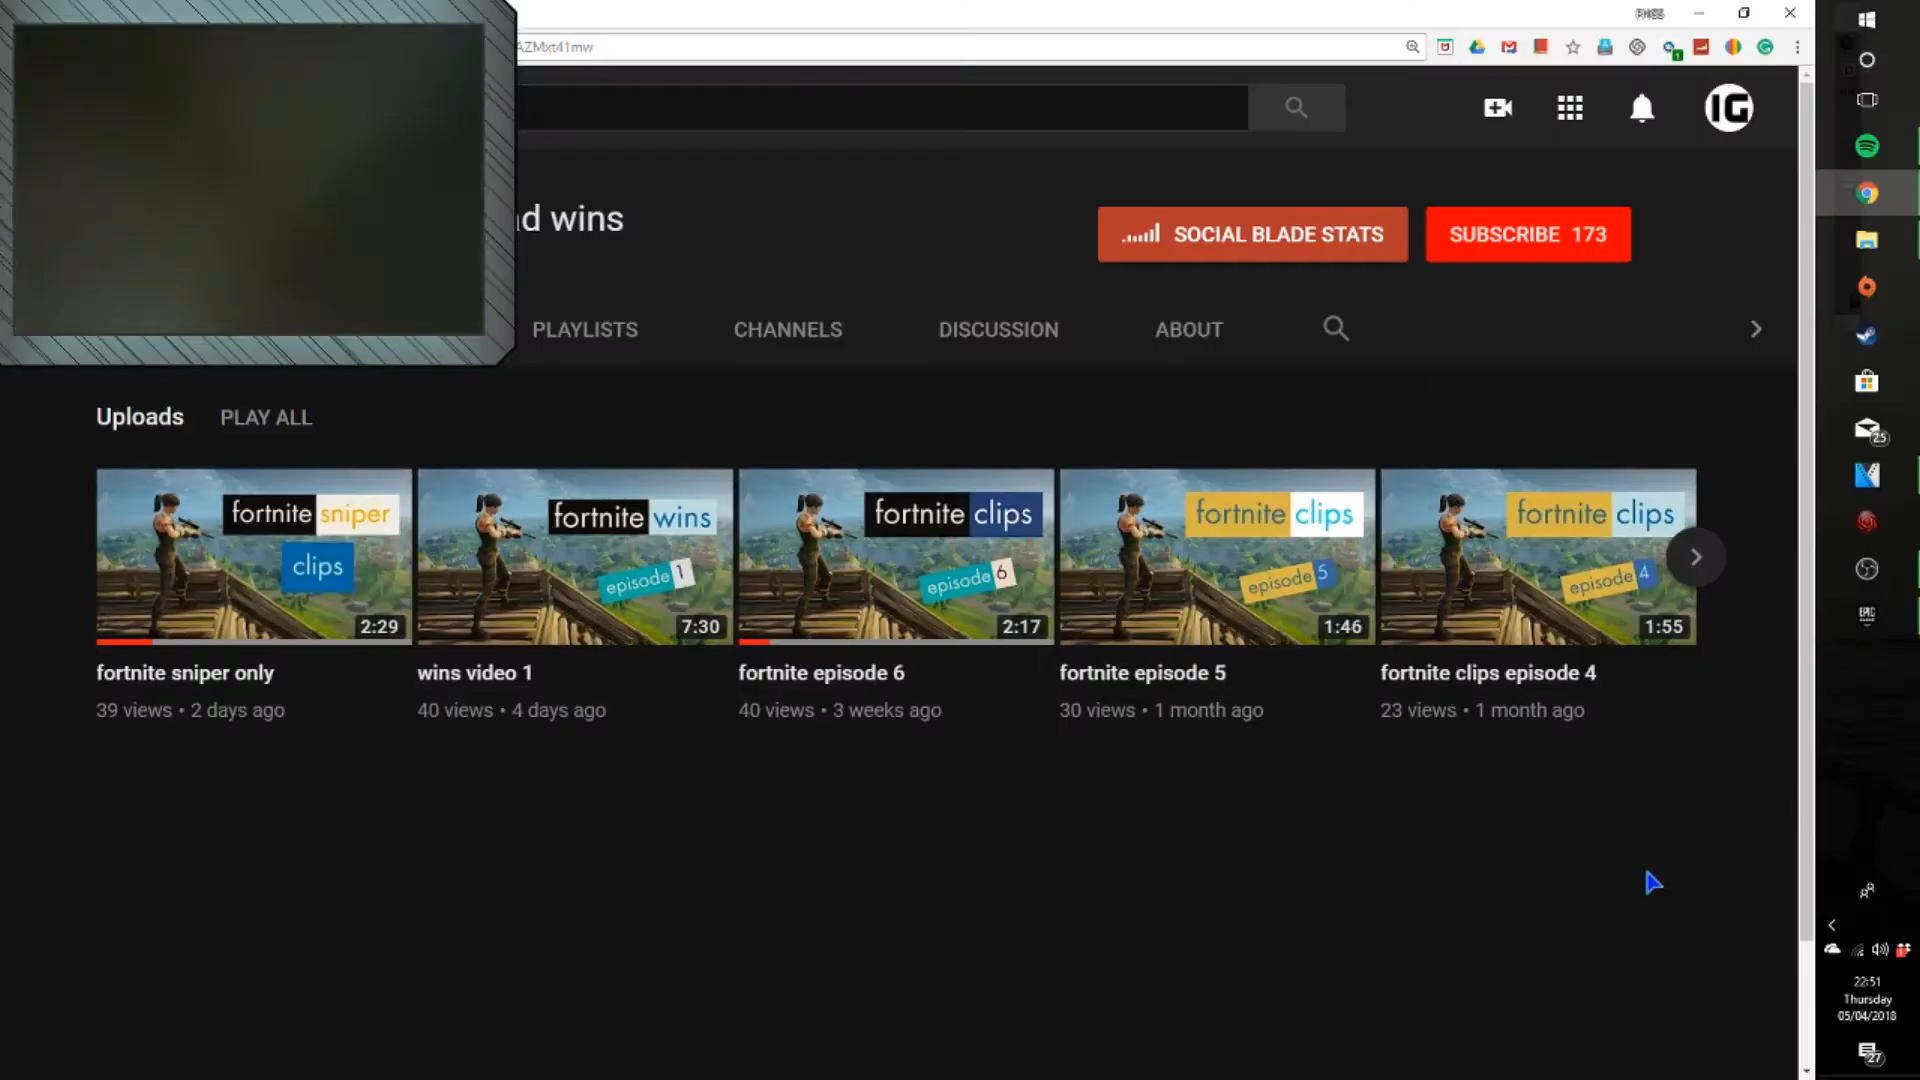 AZMxt41mw
IG
d wins
SOCIAL BLADE STATS
SUBSCRIBE 173
PLAYLISTS
CHANNELS
DISCUSSION
ABOUT
Uploads
PLAY ALL
fortnite sniper
clips
2:29
fortnite wins
episode 1
7:30
fortnite clips
episode 6
2:17
fortnite clips
episode 5
1:46
fortnite clips
episode 4
1:55
fortnite sniper only
wins video 1
fortnite episode 6
fortnite episode 5
fortnite clips episode 4
39 views • 2 days ago
40 views • 4 days ago
40 views • 3 weeks ago
30 views • 1 month ago
23 views • 1 month ago
25
EPIC
22:51
Thursday
05/04/2018
27